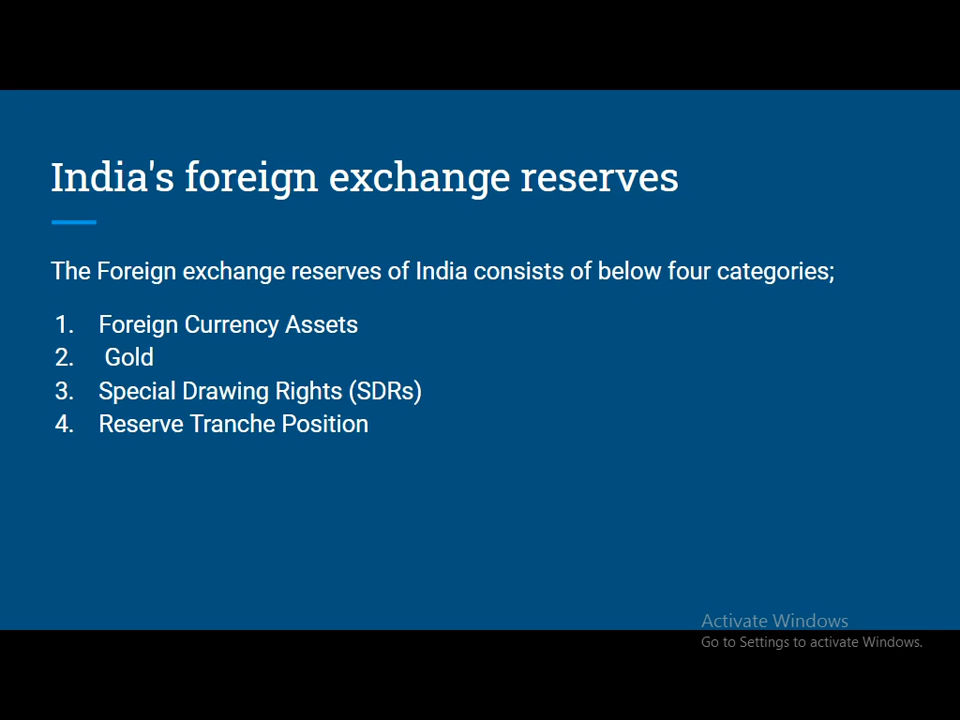 India's foreign exchange reserves
The Foreign exchange reserves of India consists of below four categories;
1. Foreign Currency Assets
2. Gold
3. Special Drawing Rights (SDRs)
4. Reserve Tranche Position
Activate Windows
Go to Settings to activate Windows.